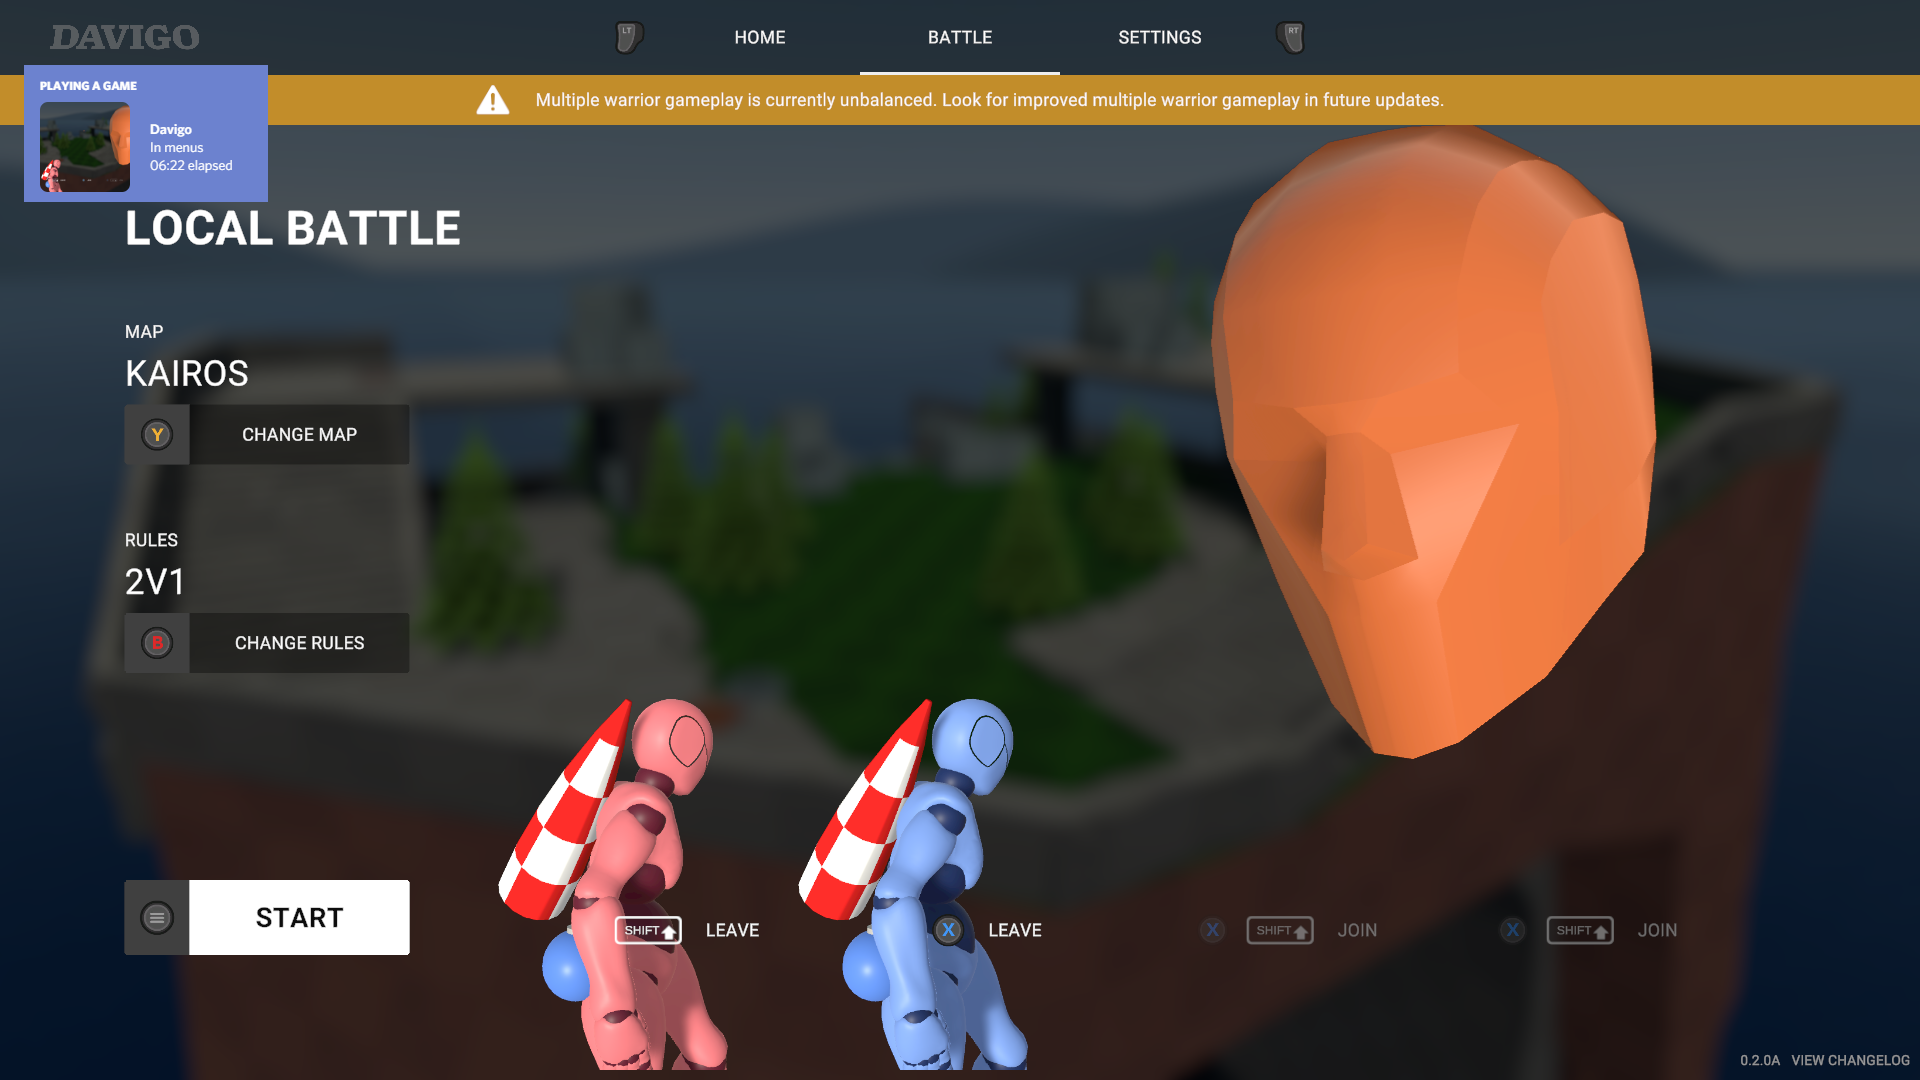 DAVIGO
LT
HOME
BATTLE
SETTINGS
RT
Multiple warrior gameplay is currently unbalanced. Look for improved multiple warrior gameplay in future updates.
PLAYING A GAME
Davigo
In menus
06:22 elapsed
LOCAL BATTLE
MAP
KAIROS
Y CHANGE MAP
RULES
2V1
B CHANGE RULES
START
SHIFT LEAVE
X LEAVE
X SHIFT JOIN
X SHIFT JOIN
0.2.0A VIEW CHANGELOG